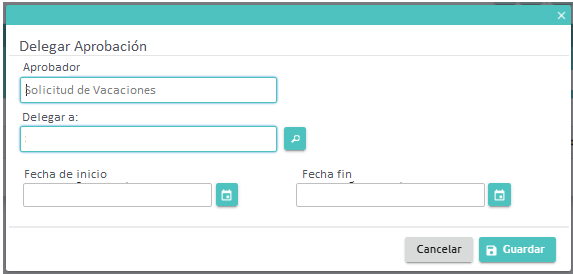 Delegar Aprobación
Aprobador
Solicitud de Vacaciones
Delegar a:
Fecha de inicio
Fecha fin
Cancelar
Guardar